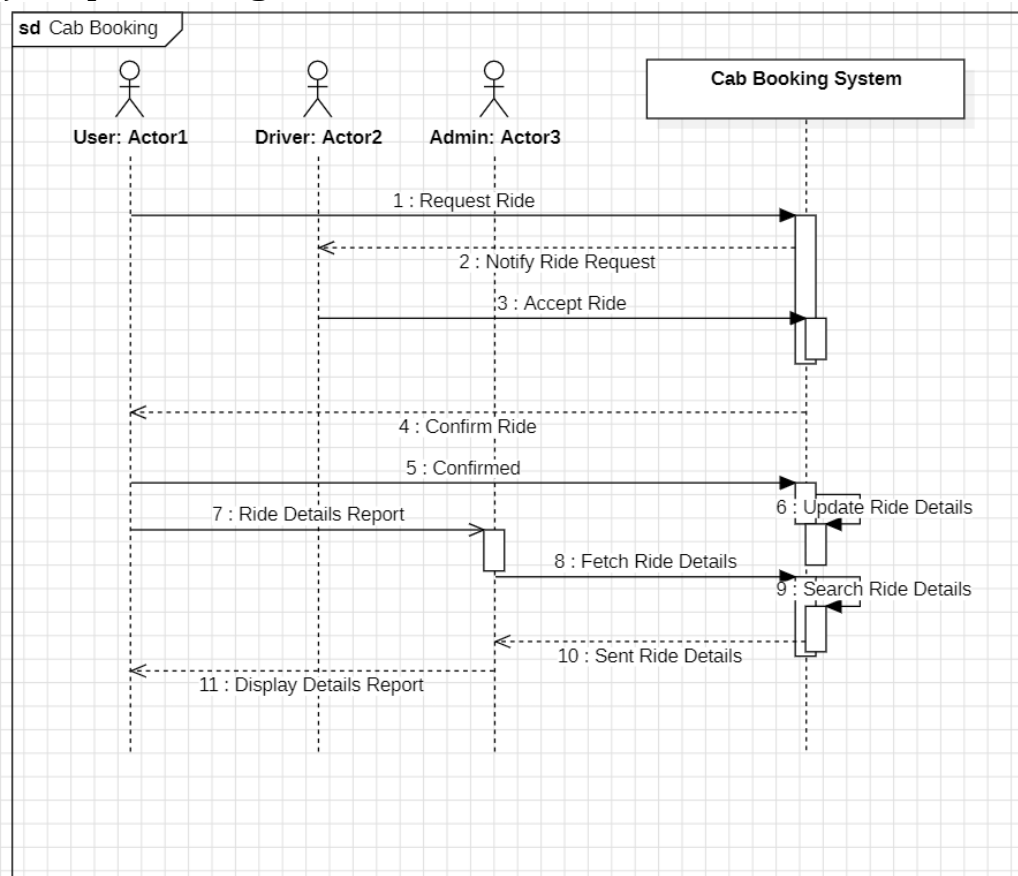 sd Cab Booking
Cab Booking System
User: Actor1
Driver: Actor2
Admin: Actor3
1 : Request Ride
2 : Notify Ride Request
3 : Accept Ride
4 : Confirm Ride
5 : Confirmed
6 : Update Ride Details
7 : Ride Details Report
8 : Fetch Ride Details
9 : Search Ride Details
10 : Sent Ride Details
11 : Display Details Report